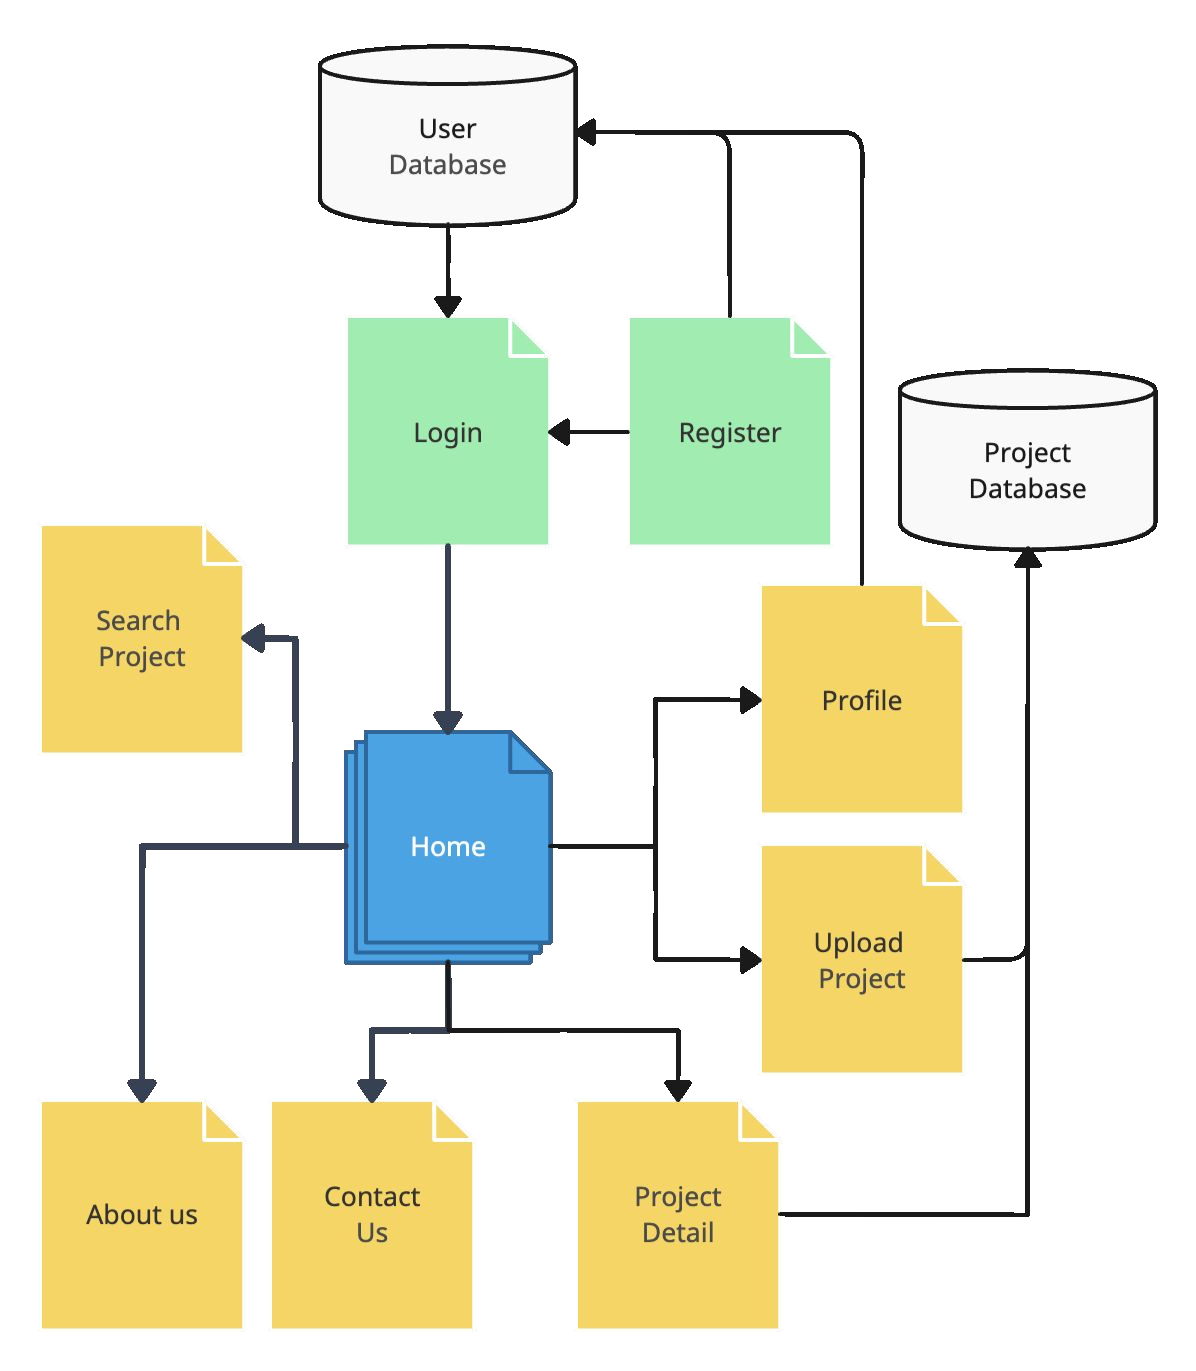 User
Database
Login
Register
Project
Database
Search
Project
Profile
Home
Upload
Project
About us
Contact
Us
Project
Detail